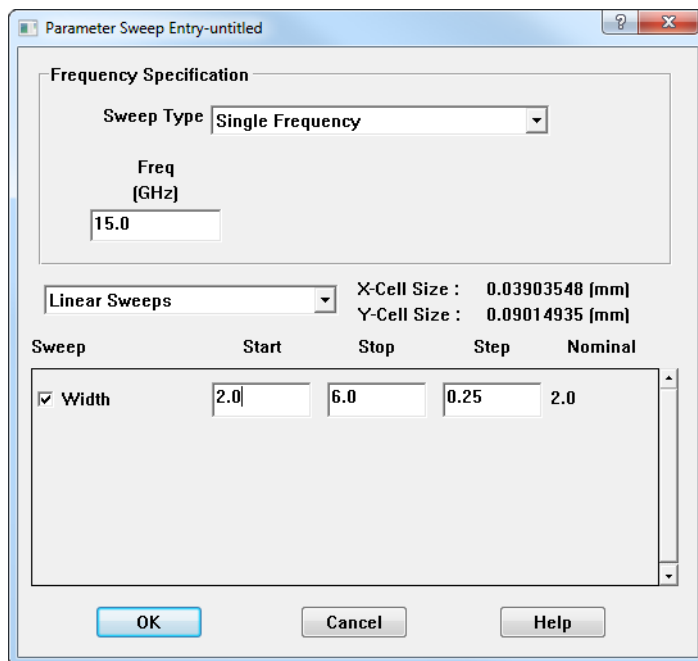 Parameter Sweep Entry-untitled
?
Frequency Specification
Sweep Type Single Frequency
Freq
(GHz)
15.0
Linear Sweeps
X-Cell Size : 0.03903548 (mm)
Y-Cell Size : 0.09014935 (mm)
Sweep Start Stop Step Nominal
Width 2.0 6.0 0.25 2.0
OK Cancel Help